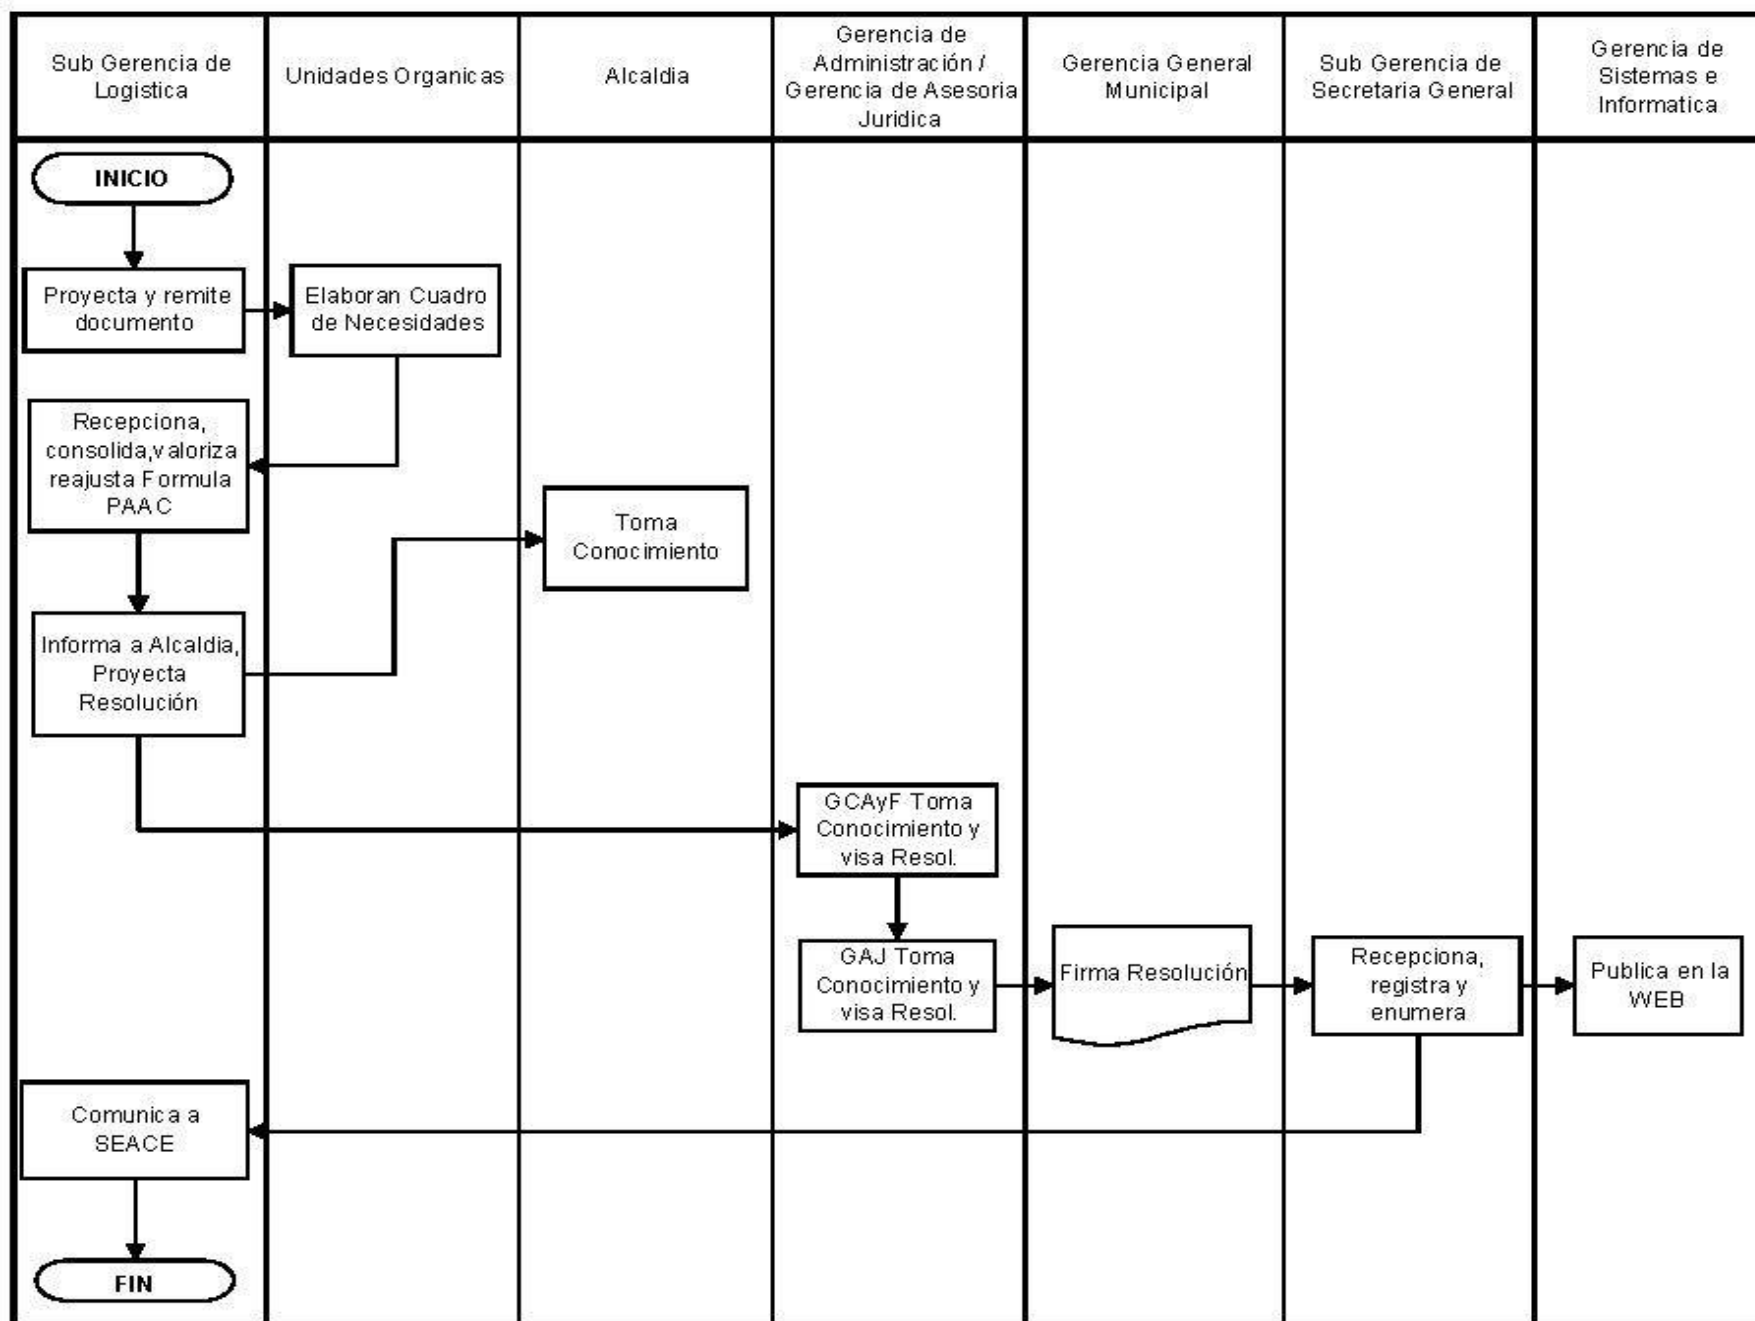 Sub Gerencia de
Logistica
Unidades Organicas
Alcaldia
Gerencia de
Administración /
Gerencia de Asesoria
Juridica
Gerencia General
Municipal
Sub Gerencia de
Secretaria General
Gerencia de
Sistemas e
Informatica
INICIO
Proyecta y remite
documento
Elaboran Cuadro
de Necesidades
Recepciona,
consolida,valoriza
reajusta Formula
PAAC
Toma
Conocimiento
Informa a Alcaldia,
Proyecta
Resolución
GCAyF Toma
Conocimiento y
visa Resol.
GAJ Toma
Conocimiento y
visa Resol.
Firma Resolución
Recepciona,
registra y
enumera
Publica en la
WEB
Comunica a
SEACE
FIN